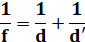 1/f = 1/d + 1/d′